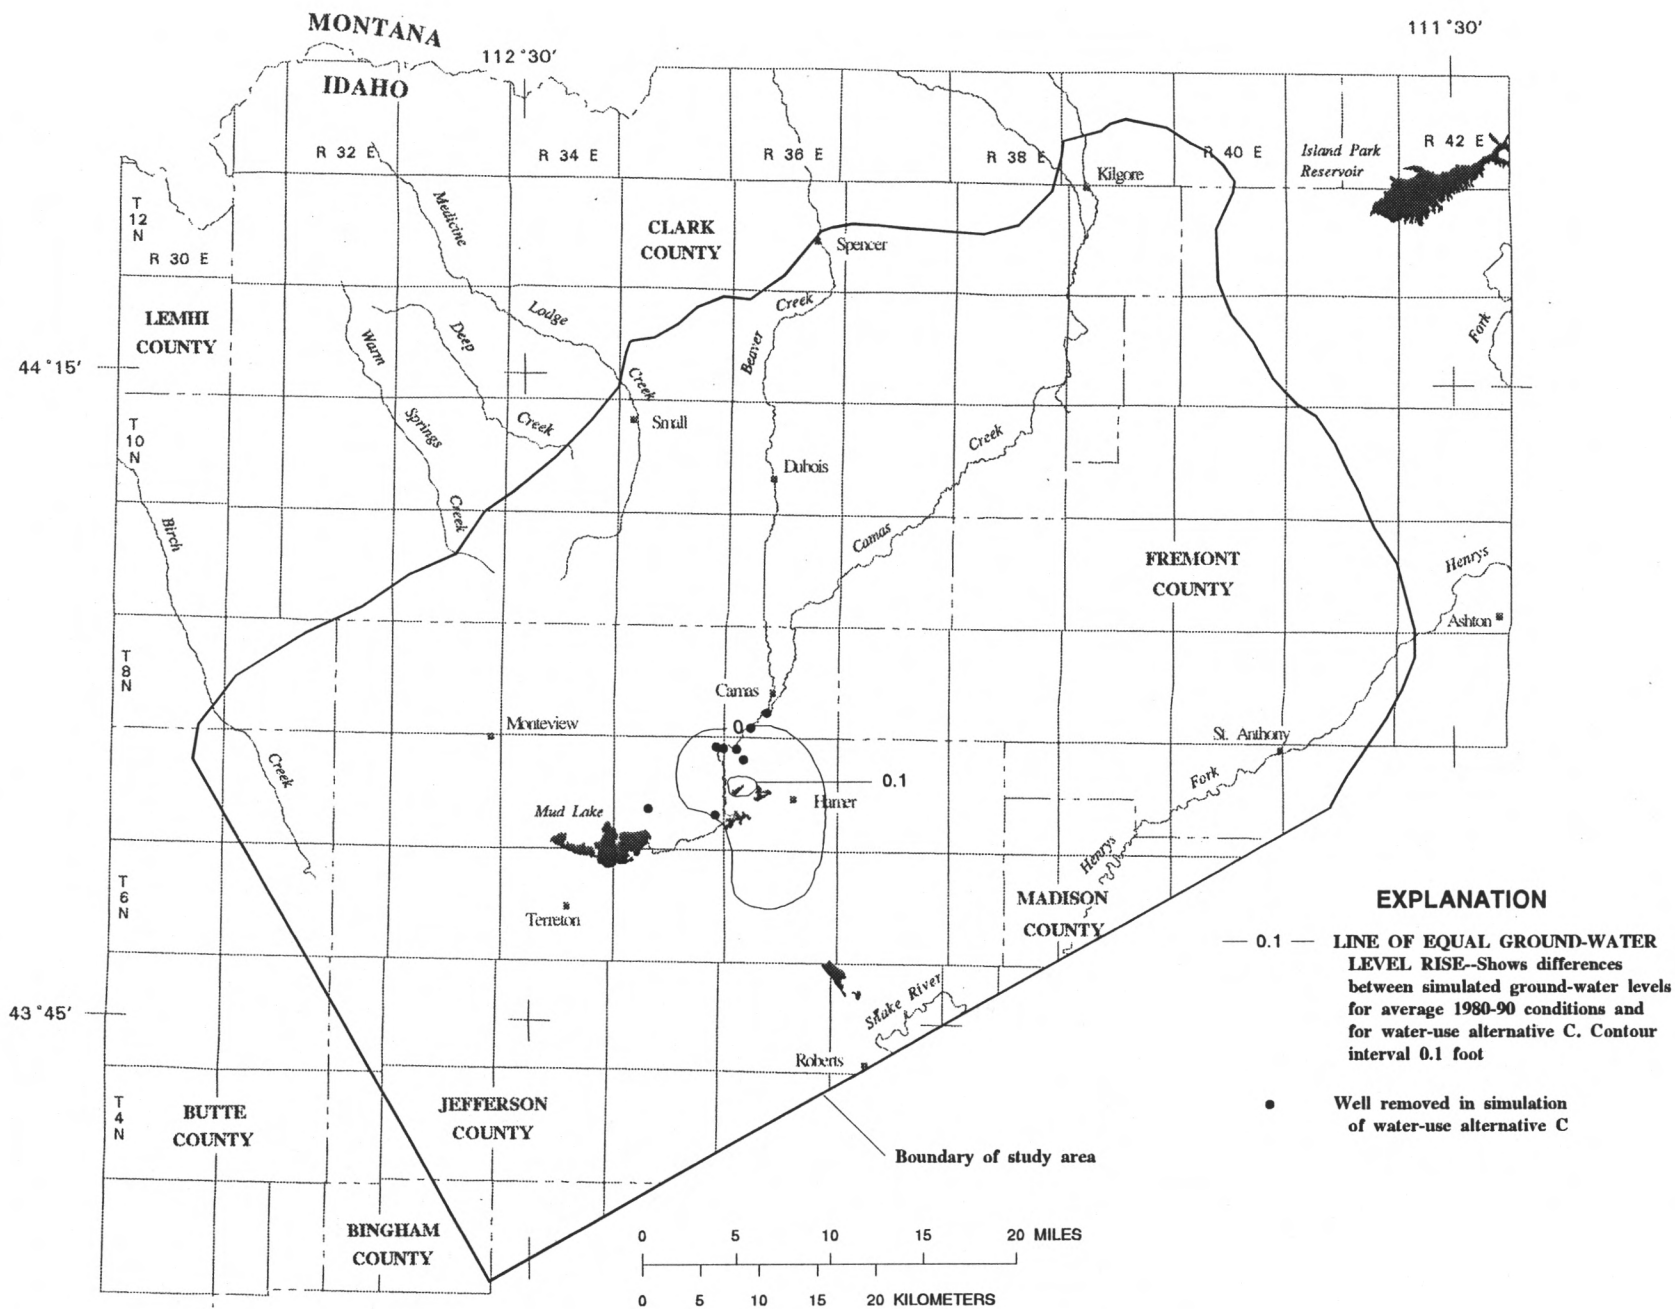 MONTANA
IDAHO
112°30'
111°30'
R 32 E
R 34 E
R 36 E
R 38 E
R 40 E
R 42 E
Island Park
Reservoir
Kilgore
T
12
N
R 30 E
Medicine
CLARK
COUNTY
Spencer
LEMHI
COUNTY
Lodge
Creek
Beaver
Fork
Warm
Deep
44°15'
Creek
Small
Springs
Creek
Creek
T
10
N
Dubois
Creek
Birch
Camas
FREMONT
COUNTY
Henrys
Ashton
T
8
N
Camas
Monteview
0
St. Anthony
Creek
Fork
0.1
Hamer
Mud Lake
Henrys
T
6
N
Terreton
MADISON
COUNTY
43°45'
Snake River
Roberts
T
4
N
BUTTE
COUNTY
JEFFERSON
COUNTY
Boundary of study area
BINGHAM
COUNTY
EXPLANATION
— 0.1 — LINE OF EQUAL GROUND-WATER
LEVEL RISE--Shows differences
between simulated ground-water levels
for average 1980-90 conditions and
for water-use alternative C. Contour
interval 0.1 foot
Well removed in simulation
of water-use alternative C
0 5 10 15 20 MILES
0 5 10 15 20 KILOMETERS